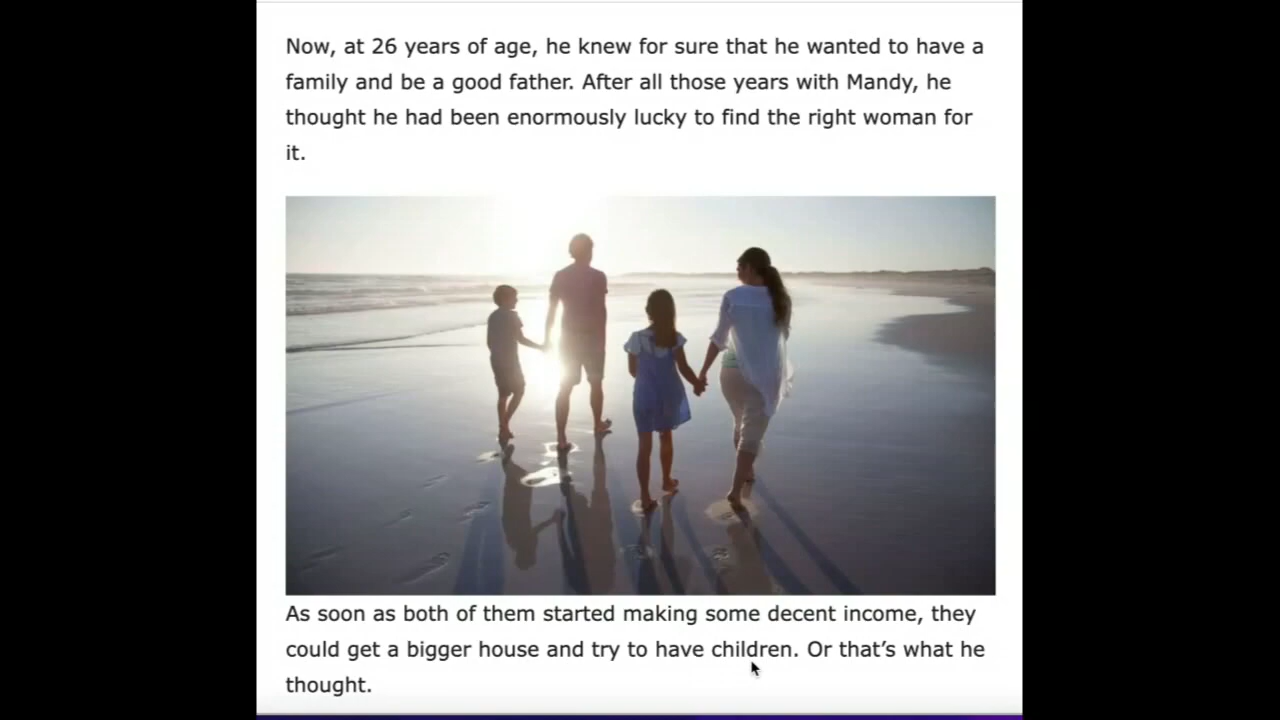 Now, at 26 years of age, he knew for sure that he wanted to have a
family and be a good father. After all those years with Mandy, he
thought he had been enormously lucky to find the right woman for
it.
As soon as both of them started making some decent income, they
could get a bigger house and try to have children. Or that’s what he
thought.